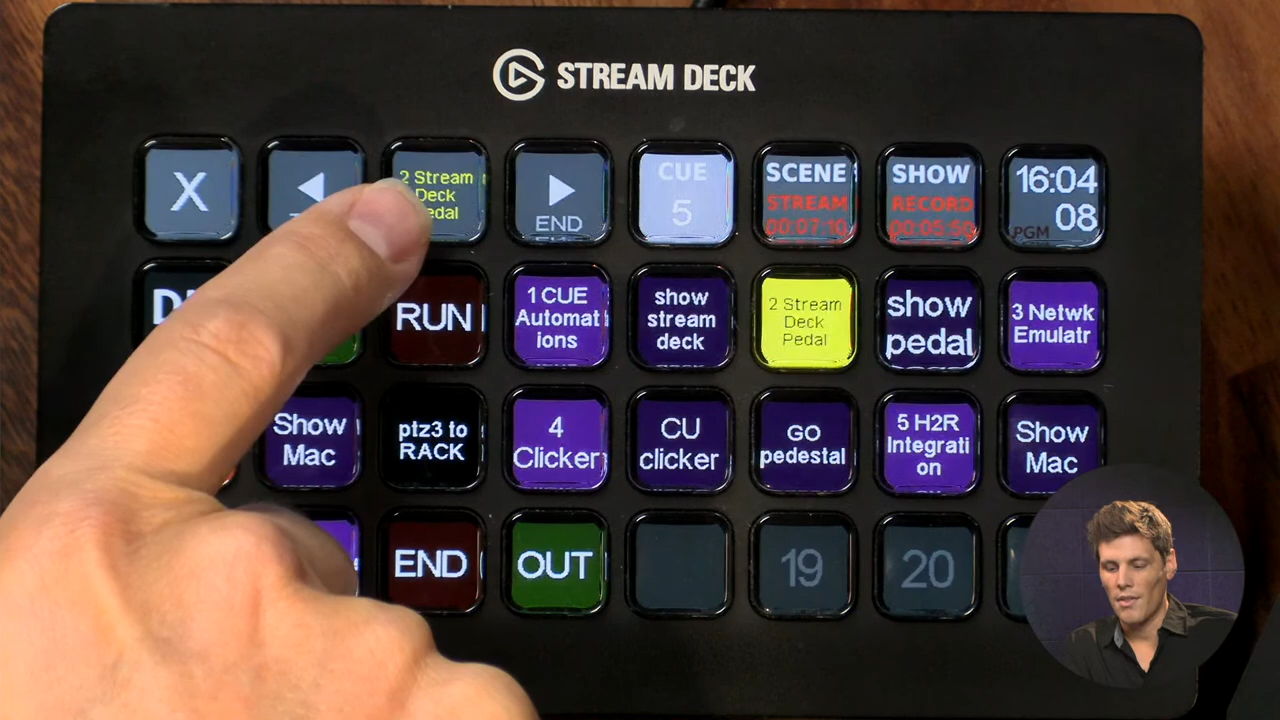 STREAM DECK
X
2 Stream
Deck
Pedal
END
CUE
5
SCENE
STREAM
00:07:10
SHOW
RECORD
00:05:50
16:04
08
PGM
RUN
1 CUE
Automat
ions
show
stream
deck
2 Stream
Deck
Pedal
show
pedal
3 Netwk
Emulatr
Show
Mac
ptz3 to
RACK
4
Clicker
CU
clicker
GO
pedestal
5 H2R
Integrati
on
Show
Mac
END
OUT
19
20